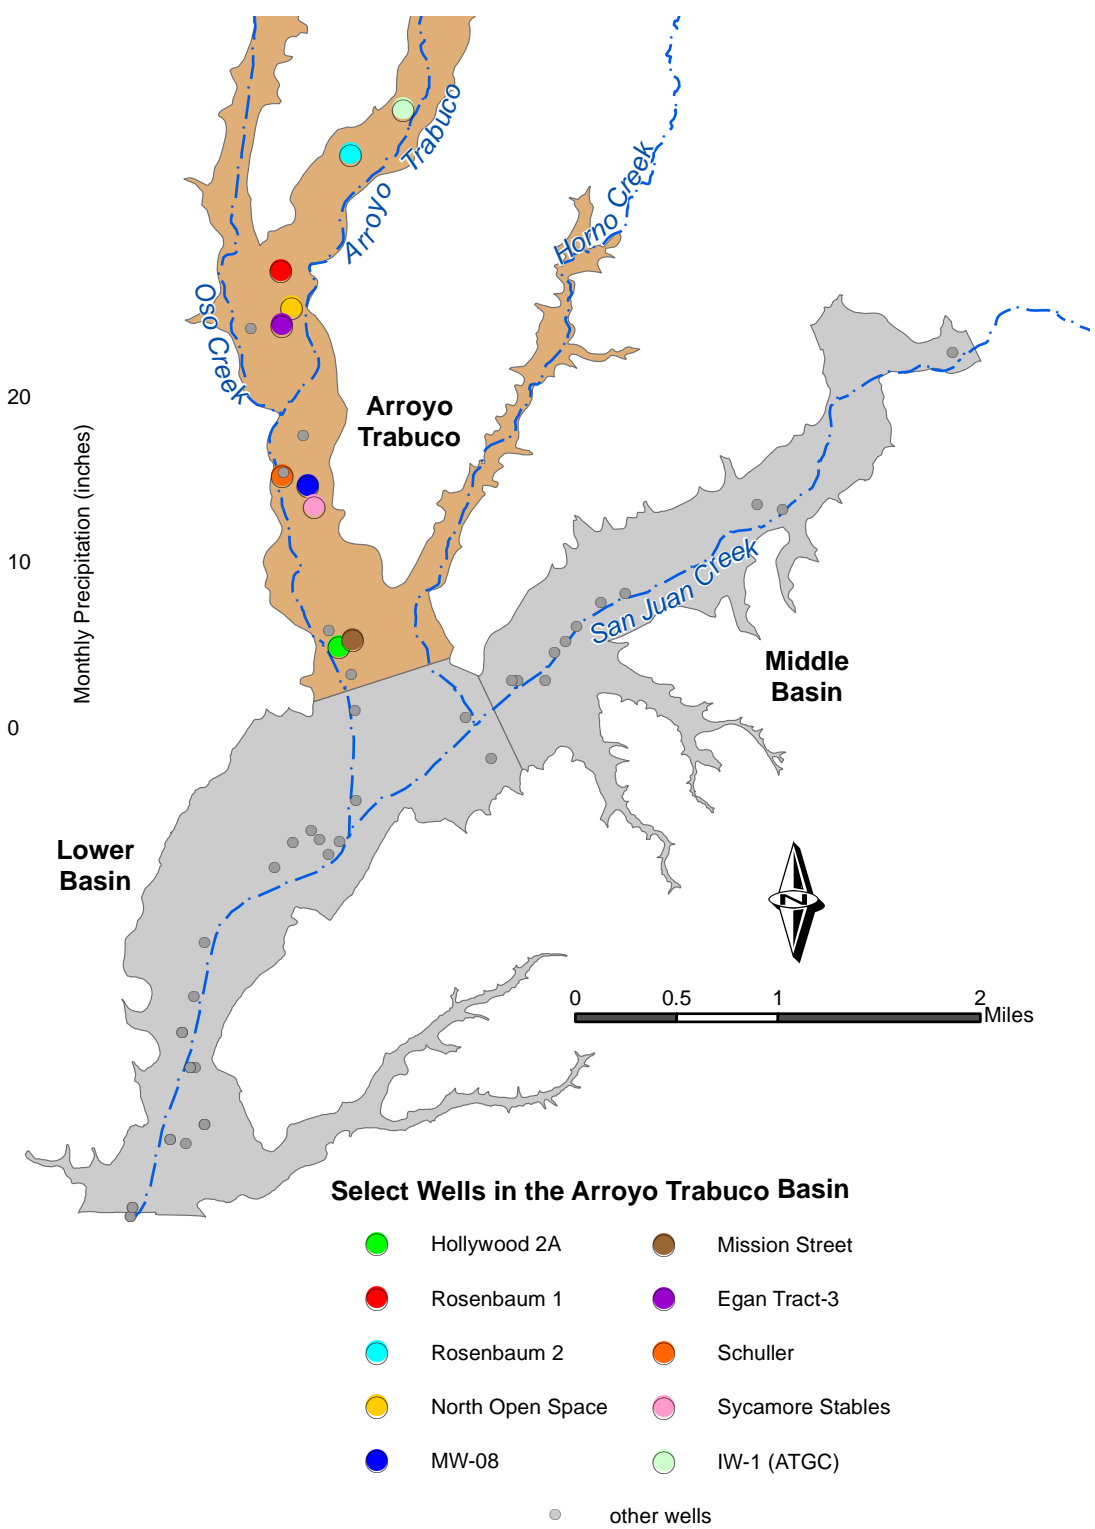 Arroyo Trabuco
Horno Creek
Oso Creek
20
Arroyo
Trabuco
Monthly Precipitation (inches)
10
San Juan Creek
Middle
Basin
0
Lower
Basin
N
0 0.5 1 2
Miles
Select Wells in the Arroyo Trabuco Basin
Hollywood 2A Mission Street
Rosenbaum 1 Egan Tract-3
Rosenbaum 2 Schuller
North Open Space Sycamore Stables
MW-08 IW-1 (ATGC)
other wells